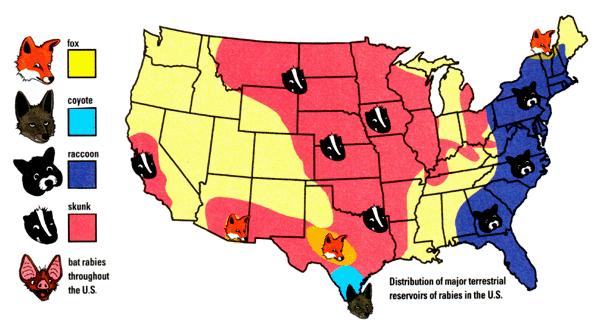 fox
coyote
raccoon
skunk
bat rabies
throughout
the U.S.
Distribution of major terrestrial
reservoirs of rabies in the U.S.